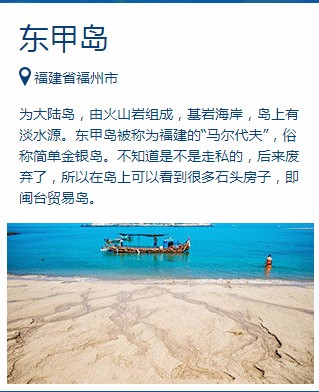 东甲岛
福建省福州市
为大陆岛，由火山岩组成，基岩海岸，岛上有
淡水源。东甲岛被称为福建的“马尔代夫”，俗
称简单金银岛。不知道是不是走私的，后来废
弃了，所以在岛上可以看到很多石头房子，即
闽台贸易岛。